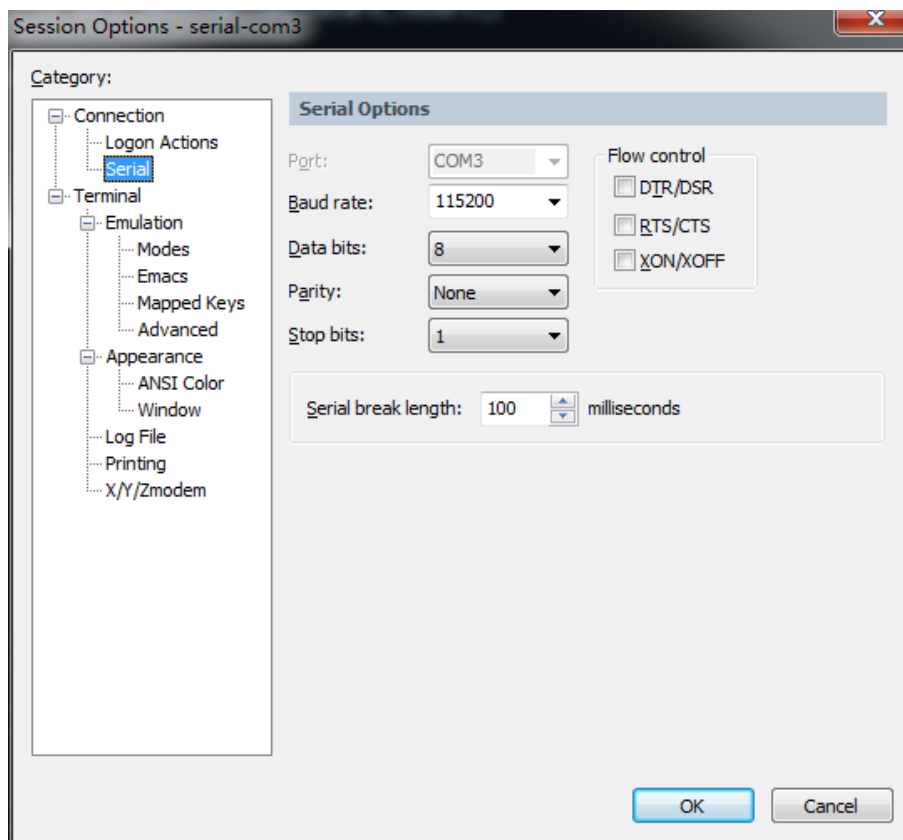 Session Options - serial-com3
Category:
Connection
Logon Actions
Serial
Terminal
Emulation
Modes
Emacs
Mapped Keys
Advanced
Appearance
ANSI Color
Window
Log File
Printing
X/Y/Zmodem
Serial Options
Port: COM3
Baud rate: 115200
Data bits: 8
Parity: None
Stop bits: 1
Flow control
DTR/DSR
RTS/CTS
XON/XOFF
Serial break length: 100 milliseconds
OK Cancel